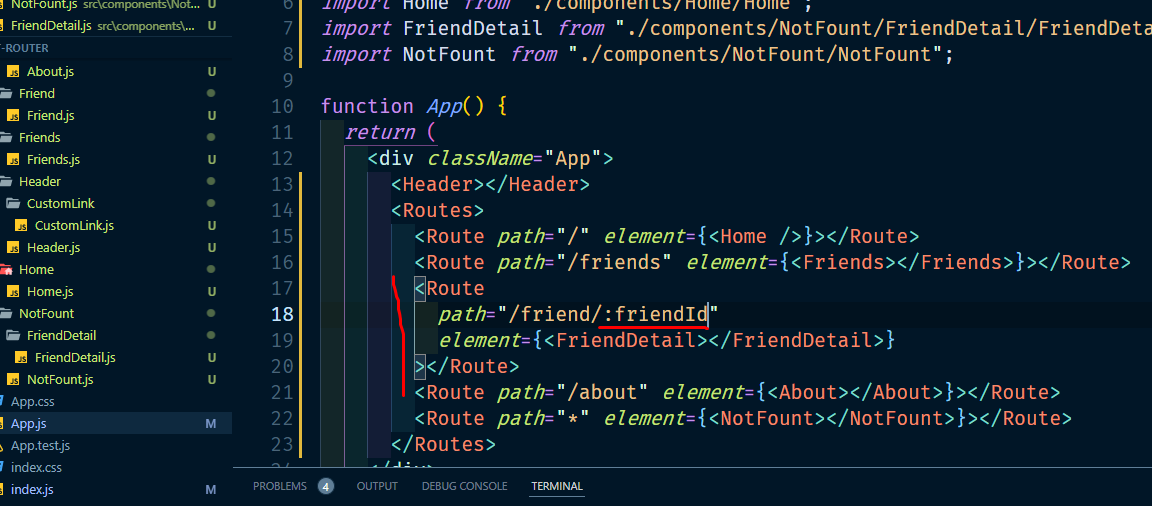 NotFount.js src\components\Not...
FriendDetail.js src\components\... U
T-ROUTER
About.js U
Friend
Friend.js U
Friends
Friends.js U
Header
CustomLink
CustomLink.js U
Header.js U
Home
Home.js U
NotFount
FriendDetail
FriendDetail.js U
NotFount.js U
App.css
App.js M
App.test.js
index.css
index.js M
6 import Home from "./components/Home/Home";
7 import FriendDetail from "./components/NotFount/FriendDetail/FriendDeta
8 import NotFount from "./components/NotFount/NotFount";
9
10 function App() {
11 return (
12 <div className="App">
13 <Header></Header>
14 <Routes>
15 <Route path="/" element={<Home />}></Route>
16 <Route path="/friends" element={<Friends></Friends>}></Route>
17 <Route
18 path="/friend/:friendId"
19 element={<FriendDetail></FriendDetail>}
20 ></Route>
21 <Route path="/about" element={<About></About>}></Route>
22 <Route path="*" element={<NotFount></NotFount>}></Route>
23 </Routes>
24 </div>
PROBLEMS 4 OUTPUT DEBUG CONSOLE TERMINAL